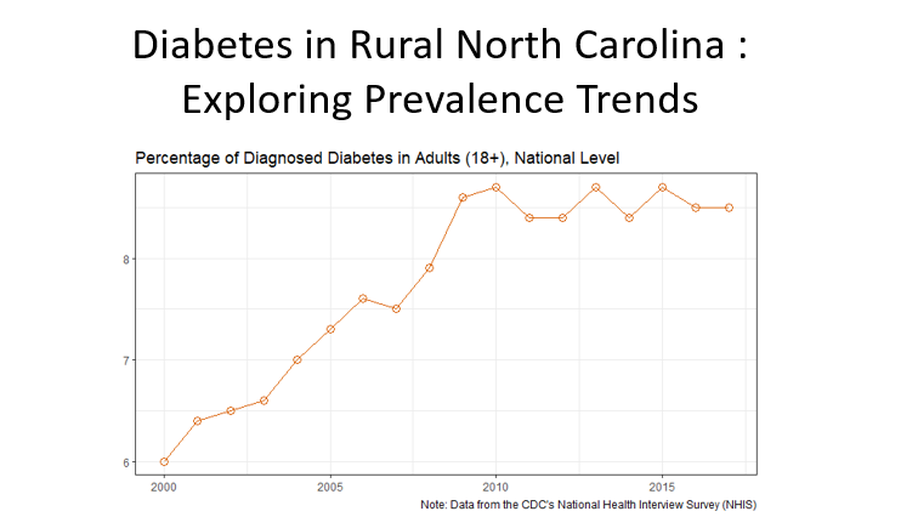 Diabetes in Rural North Carolina :
Exploring Prevalence Trends
Percentage of Diagnosed Diabetes in Adults (18+), National Level
8
7
6
2000 2005 2010 2015
Note: Data from the CDC's National Health Interview Survey (NHIS)